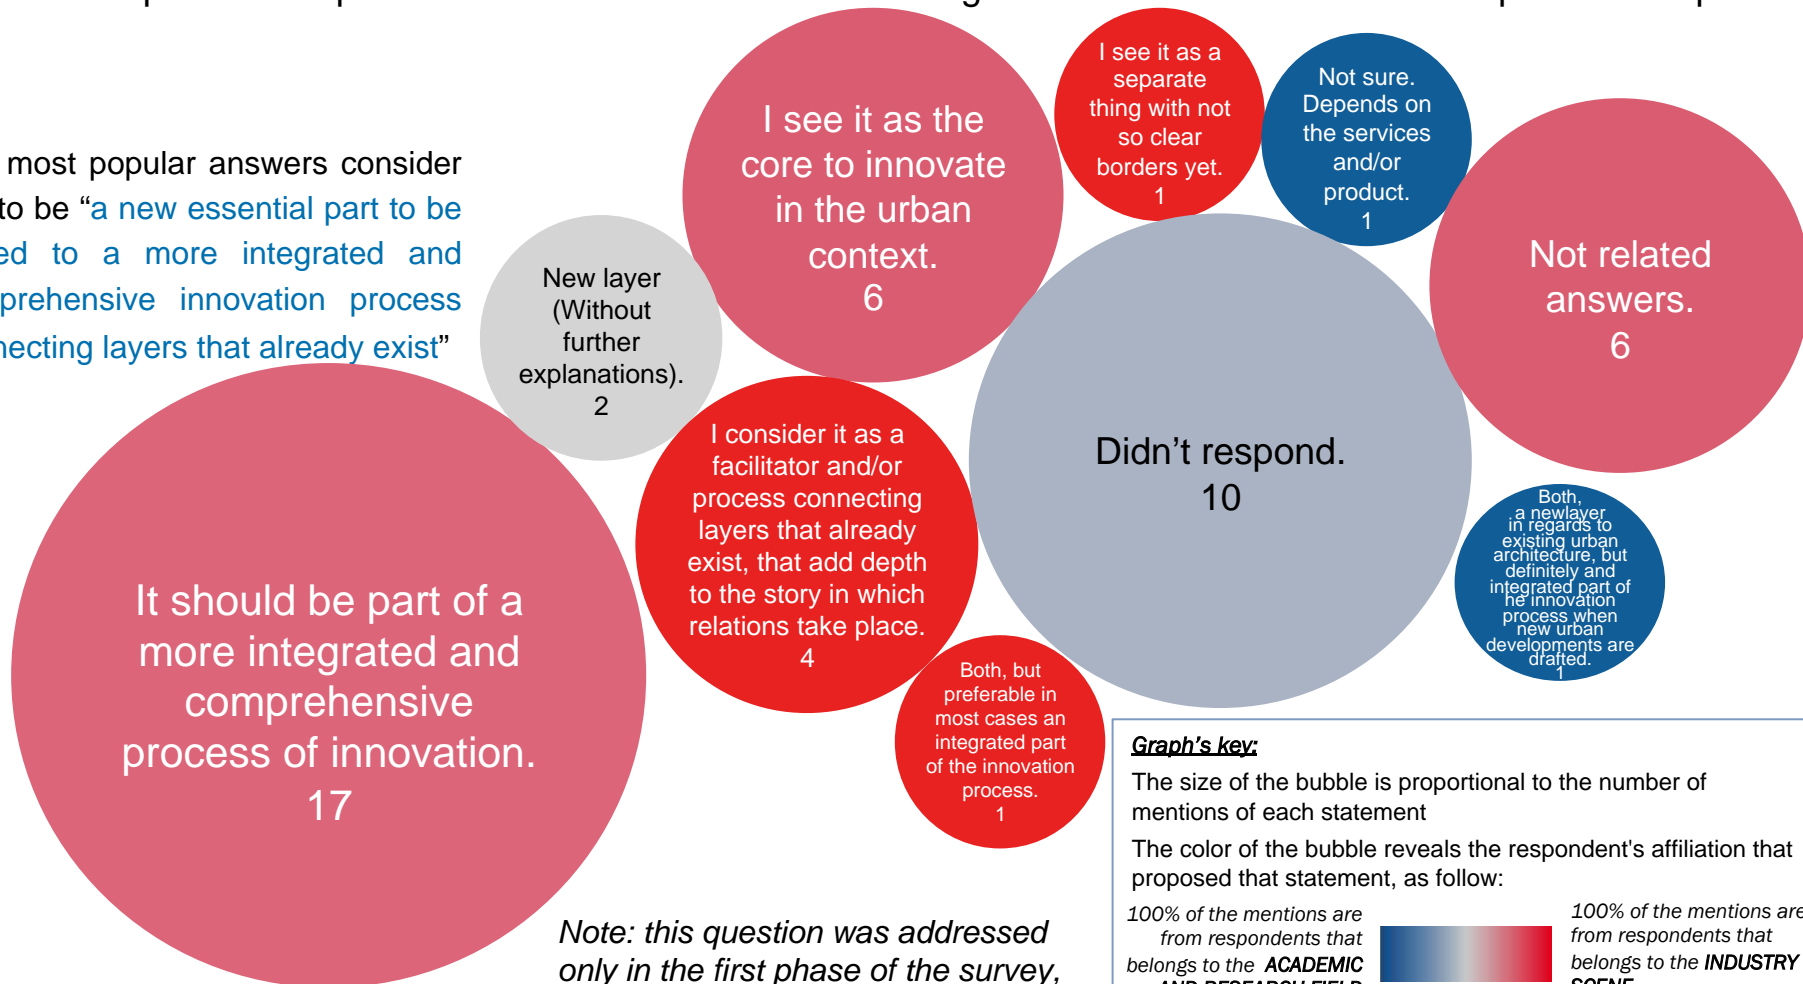 most popular answers consider
to be “a new essential part to be
ed to a more integrated and
prehensive innovation process
necting layers that already exist”
I see it as the
core to innovate
in the urban
context.
6
I see it as a
separate
thing with not
so clear
borders yet.
1
Not sure.
Depends on
the services
and/or
product.
1
Not related
answers.
6
New layer
(Without
further
explanations).
2
I consider it as a
facilitator and/or
process connecting
layers that already
exist, that add depth
to the story in which
relations take place.
4
Didn’t respond.
10
It should be part of a
more integrated and
comprehensive
process of innovation.
17
Both, but
preferable in
most cases an
integrated part
of the innovation
process.
1
Both,
a newlayer
in regards to
existing urban
architecture, but
definitely and
integrated part of
he innovation
process when
new urban
developments are
drafted.
1
Graph’s key:
The size of the bubble is proportional to the number of
mentions of each statement
The color of the bubble reveals the respondent's affiliation that
proposed that statement, as follow:
100% of the mentions are
from respondents that
belongs to the ACADEMIC
AND RESEARCH FIELD
100% of the mentions are
from respondents that
belongs to the INDUSTRY
SCENE
Note: this question was addressed
only in the first phase of the survey,